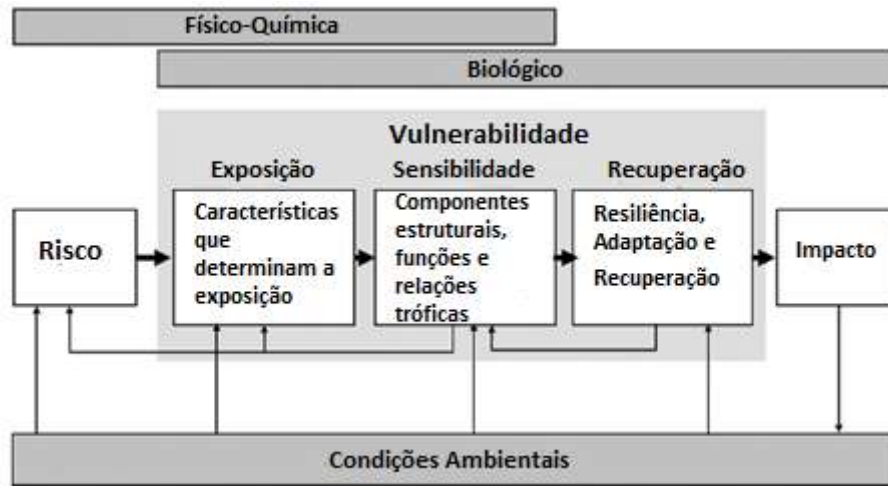 Físico-Química
Biológico
Vulnerabilidade
Exposição
Sensibilidade
Recuperação
Risco
Características
que
determinam a
exposição
Componentes
estruturais,
funções e
relações
tróficas
Resiliência,
Adaptação e
Recuperação
Impacto
Condições Ambientais